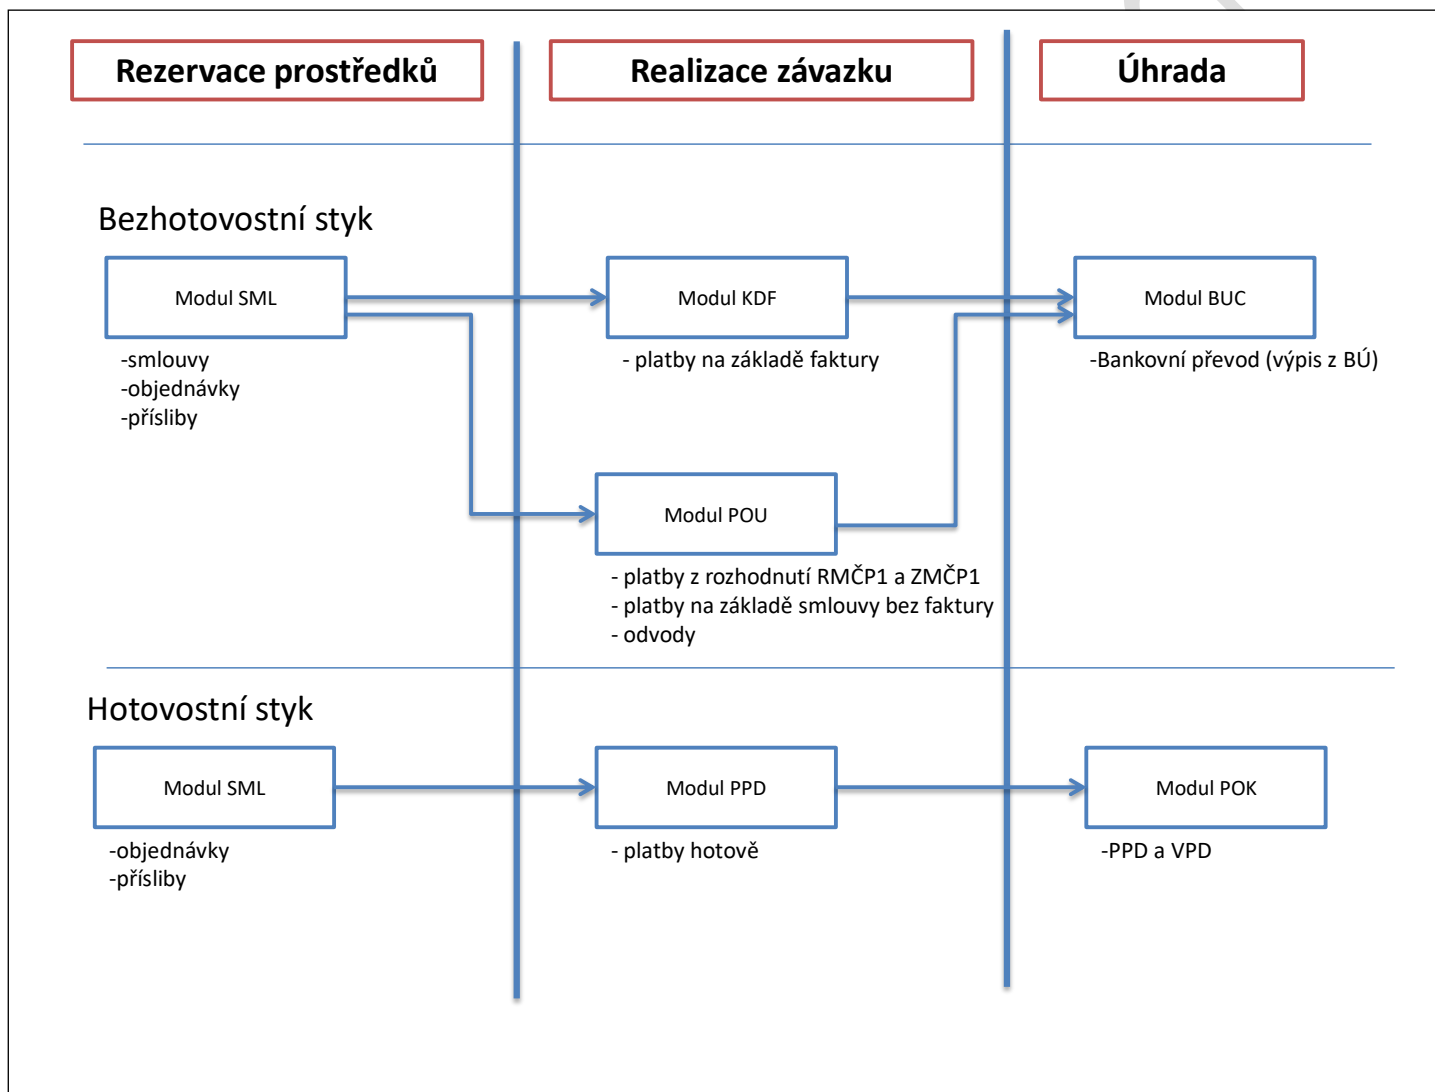 Rezervace prostředků
Realizace závazku
Úhrada
Bezhotovostní styk
Modul SML
Modul KDF
Modul BUC
-smlouvy
-objednávky
-přísliby
- platby na základě faktury
-Bankovní převod (výpis z BÚ)
Modul POU
- platby z rozhodnutí RMČP1 a ZMČP1
- platby na základě smlouvy bez faktury
- odvody
Hotovostní styk
Modul SML
Modul PPD
Modul POK
-objednávky
-přísliby
- platby hotově
-PPD a VPD